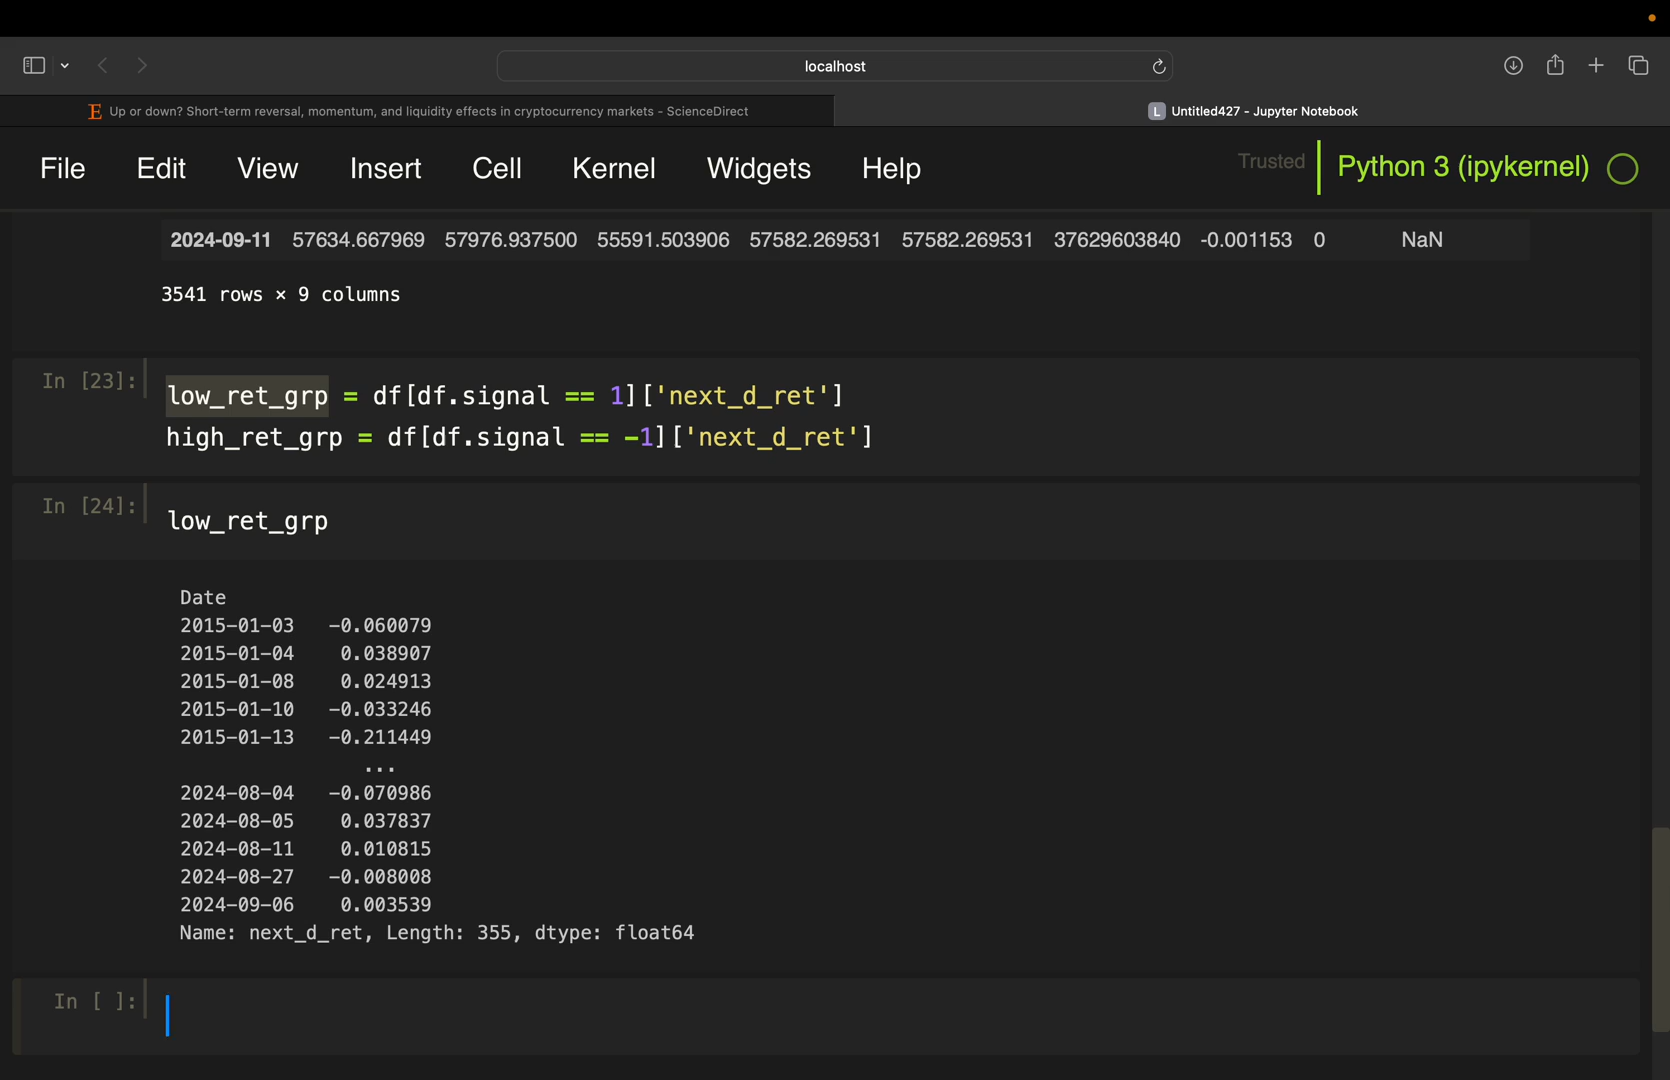 localhost
Up or down? Short-term reversal, momentum, and liquidity effects in cryptocurrency markets - ScienceDirect
L Untitled427 - Jupyter Notebook
File Edit View Insert Cell Kernel Widgets Help Trusted Python 3 (ipykernel)
2024-09-11 57634.667969 57976.937500 55591.503906 57582.269531 57582.269531 37629603840 -0.001153 0 NaN
3541 rows × 9 columns
In [23]: low_ret_grp = df[df.signal == 1]['next_d_ret']
high_ret_grp = df[df.signal == -1]['next_d_ret']
In [24]: low_ret_grp
Date
2015-01-03 -0.060079
2015-01-04 0.038907
2015-01-08 0.024913
2015-01-10 -0.033246
2015-01-13 -0.211449
...
2024-08-04 -0.070986
2024-08-05 0.037837
2024-08-11 0.010815
2024-08-27 -0.008008
2024-09-06 0.003539
Name: next_d_ret, Length: 355, dtype: float64
In [ ]: